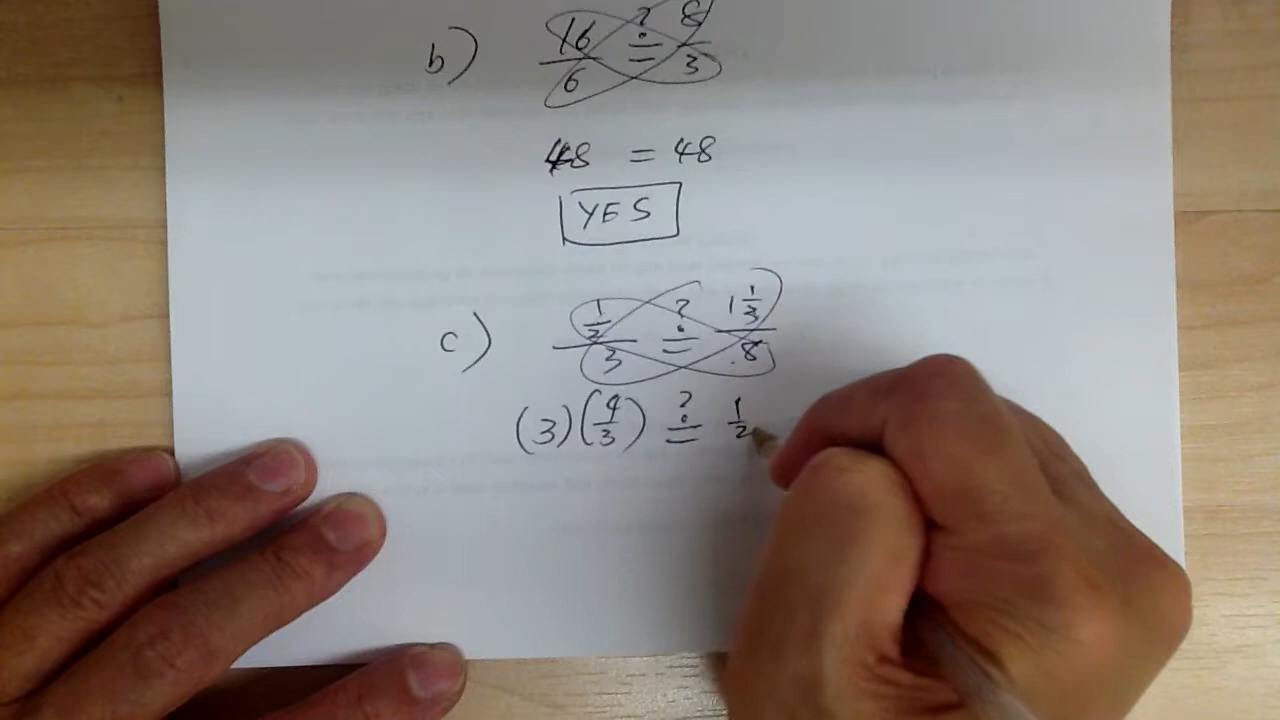 b) 16/6 ≟ 8/3
48 = 48
YES
c) (1/2)/3 ≟ (1 1/3)/8
(3)(4/3) ≟ 1/2